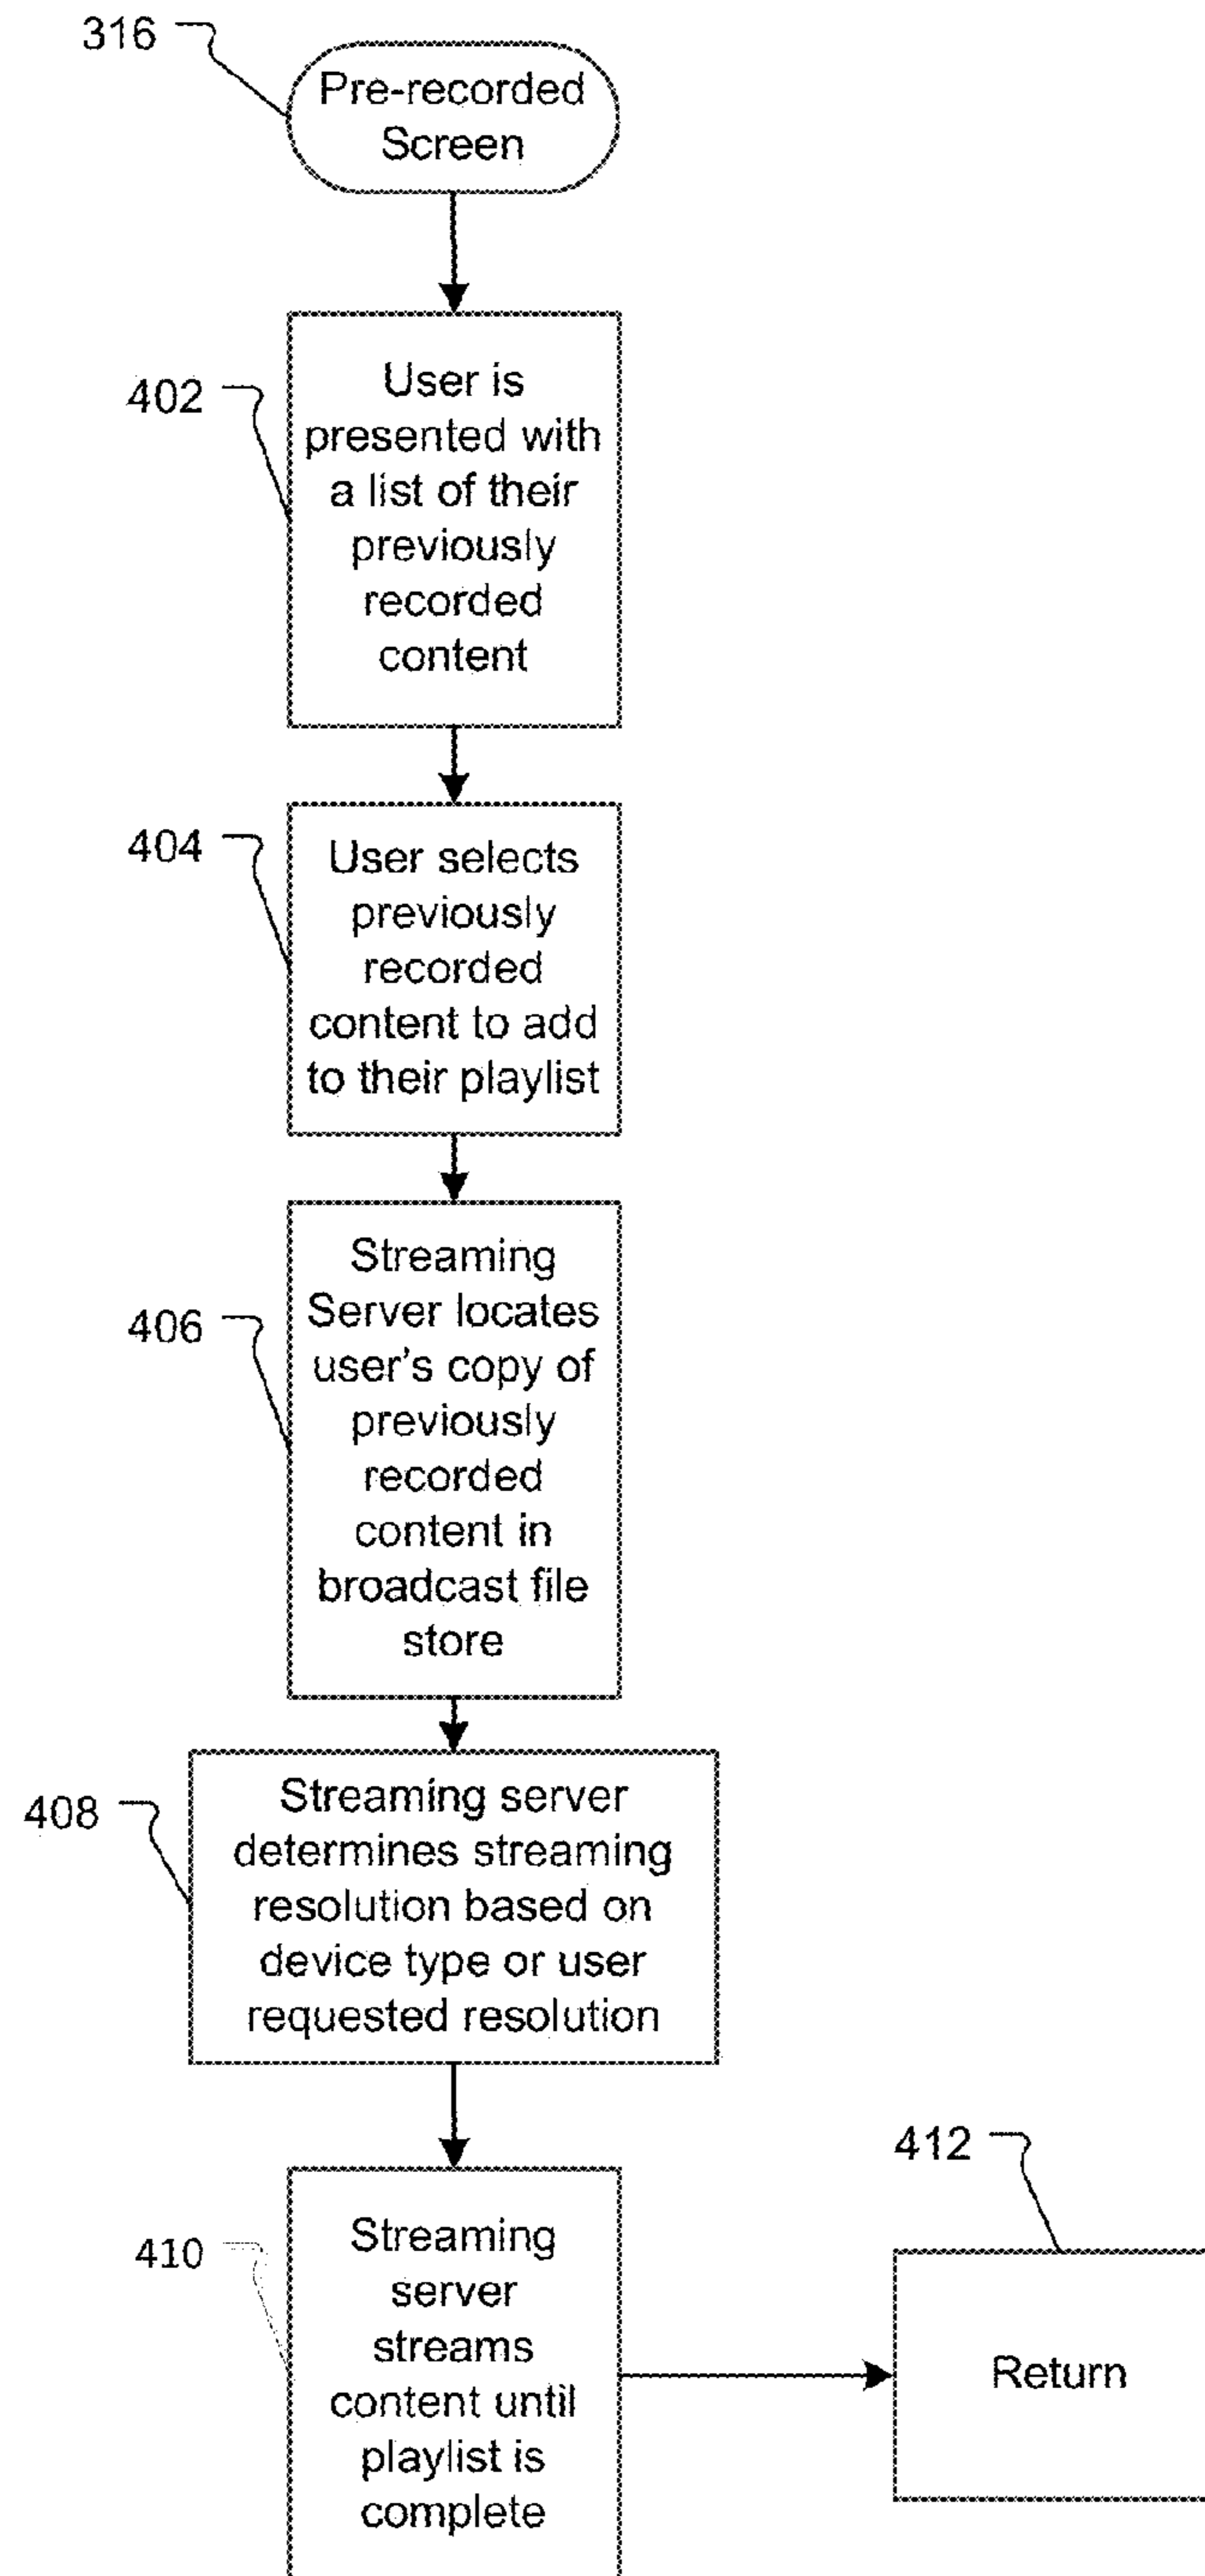 316
Pre-recorded
Screen
402
User is
presented with
a list of their
previously
recorded
content
404
User selects
previously
recorded
content to add
to their playlist
406
Streaming
Server locates
user's copy of
previously
recorded
content in
broadcast file
store
408
Streaming server
determines streaming
resolution based on
device type or user
requested resolution
410
Streaming
server
streams
content until
playlist is
complete
412
Return